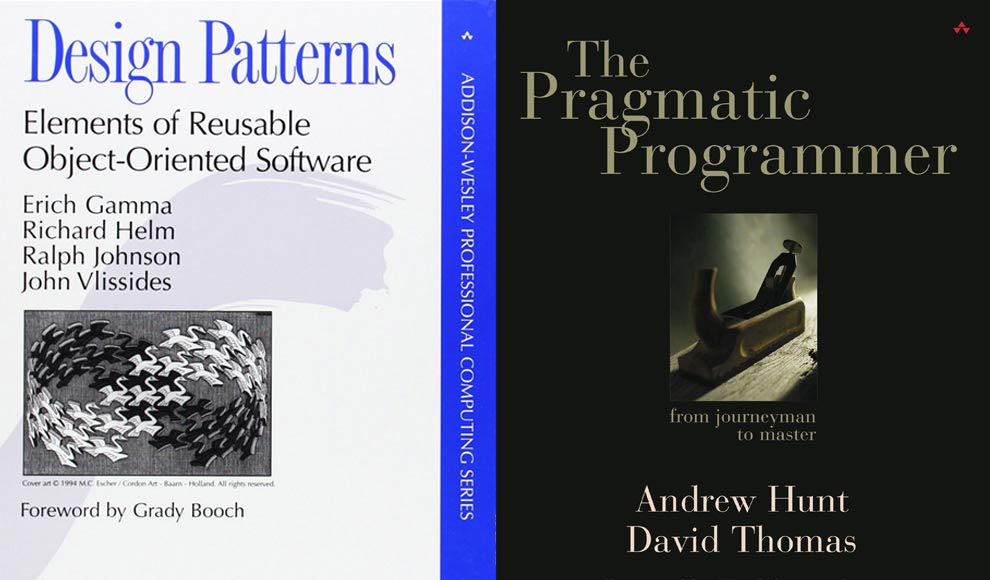 Design Patterns
Elements of Reusable
Object-Oriented Software
Erich Gamma
Richard Helm
Ralph Johnson
John Vlissides
Cover art © 1994 M.C. Escher / Cordon Art - Baarn - Holland. All rights reserved.
Foreword by Grady Booch
ADDISON-WESLEY PROFESSIONAL COMPUTING SERIES
The
Pragmatic
Programmer
from journeyman
to master
Andrew Hunt
David Thomas